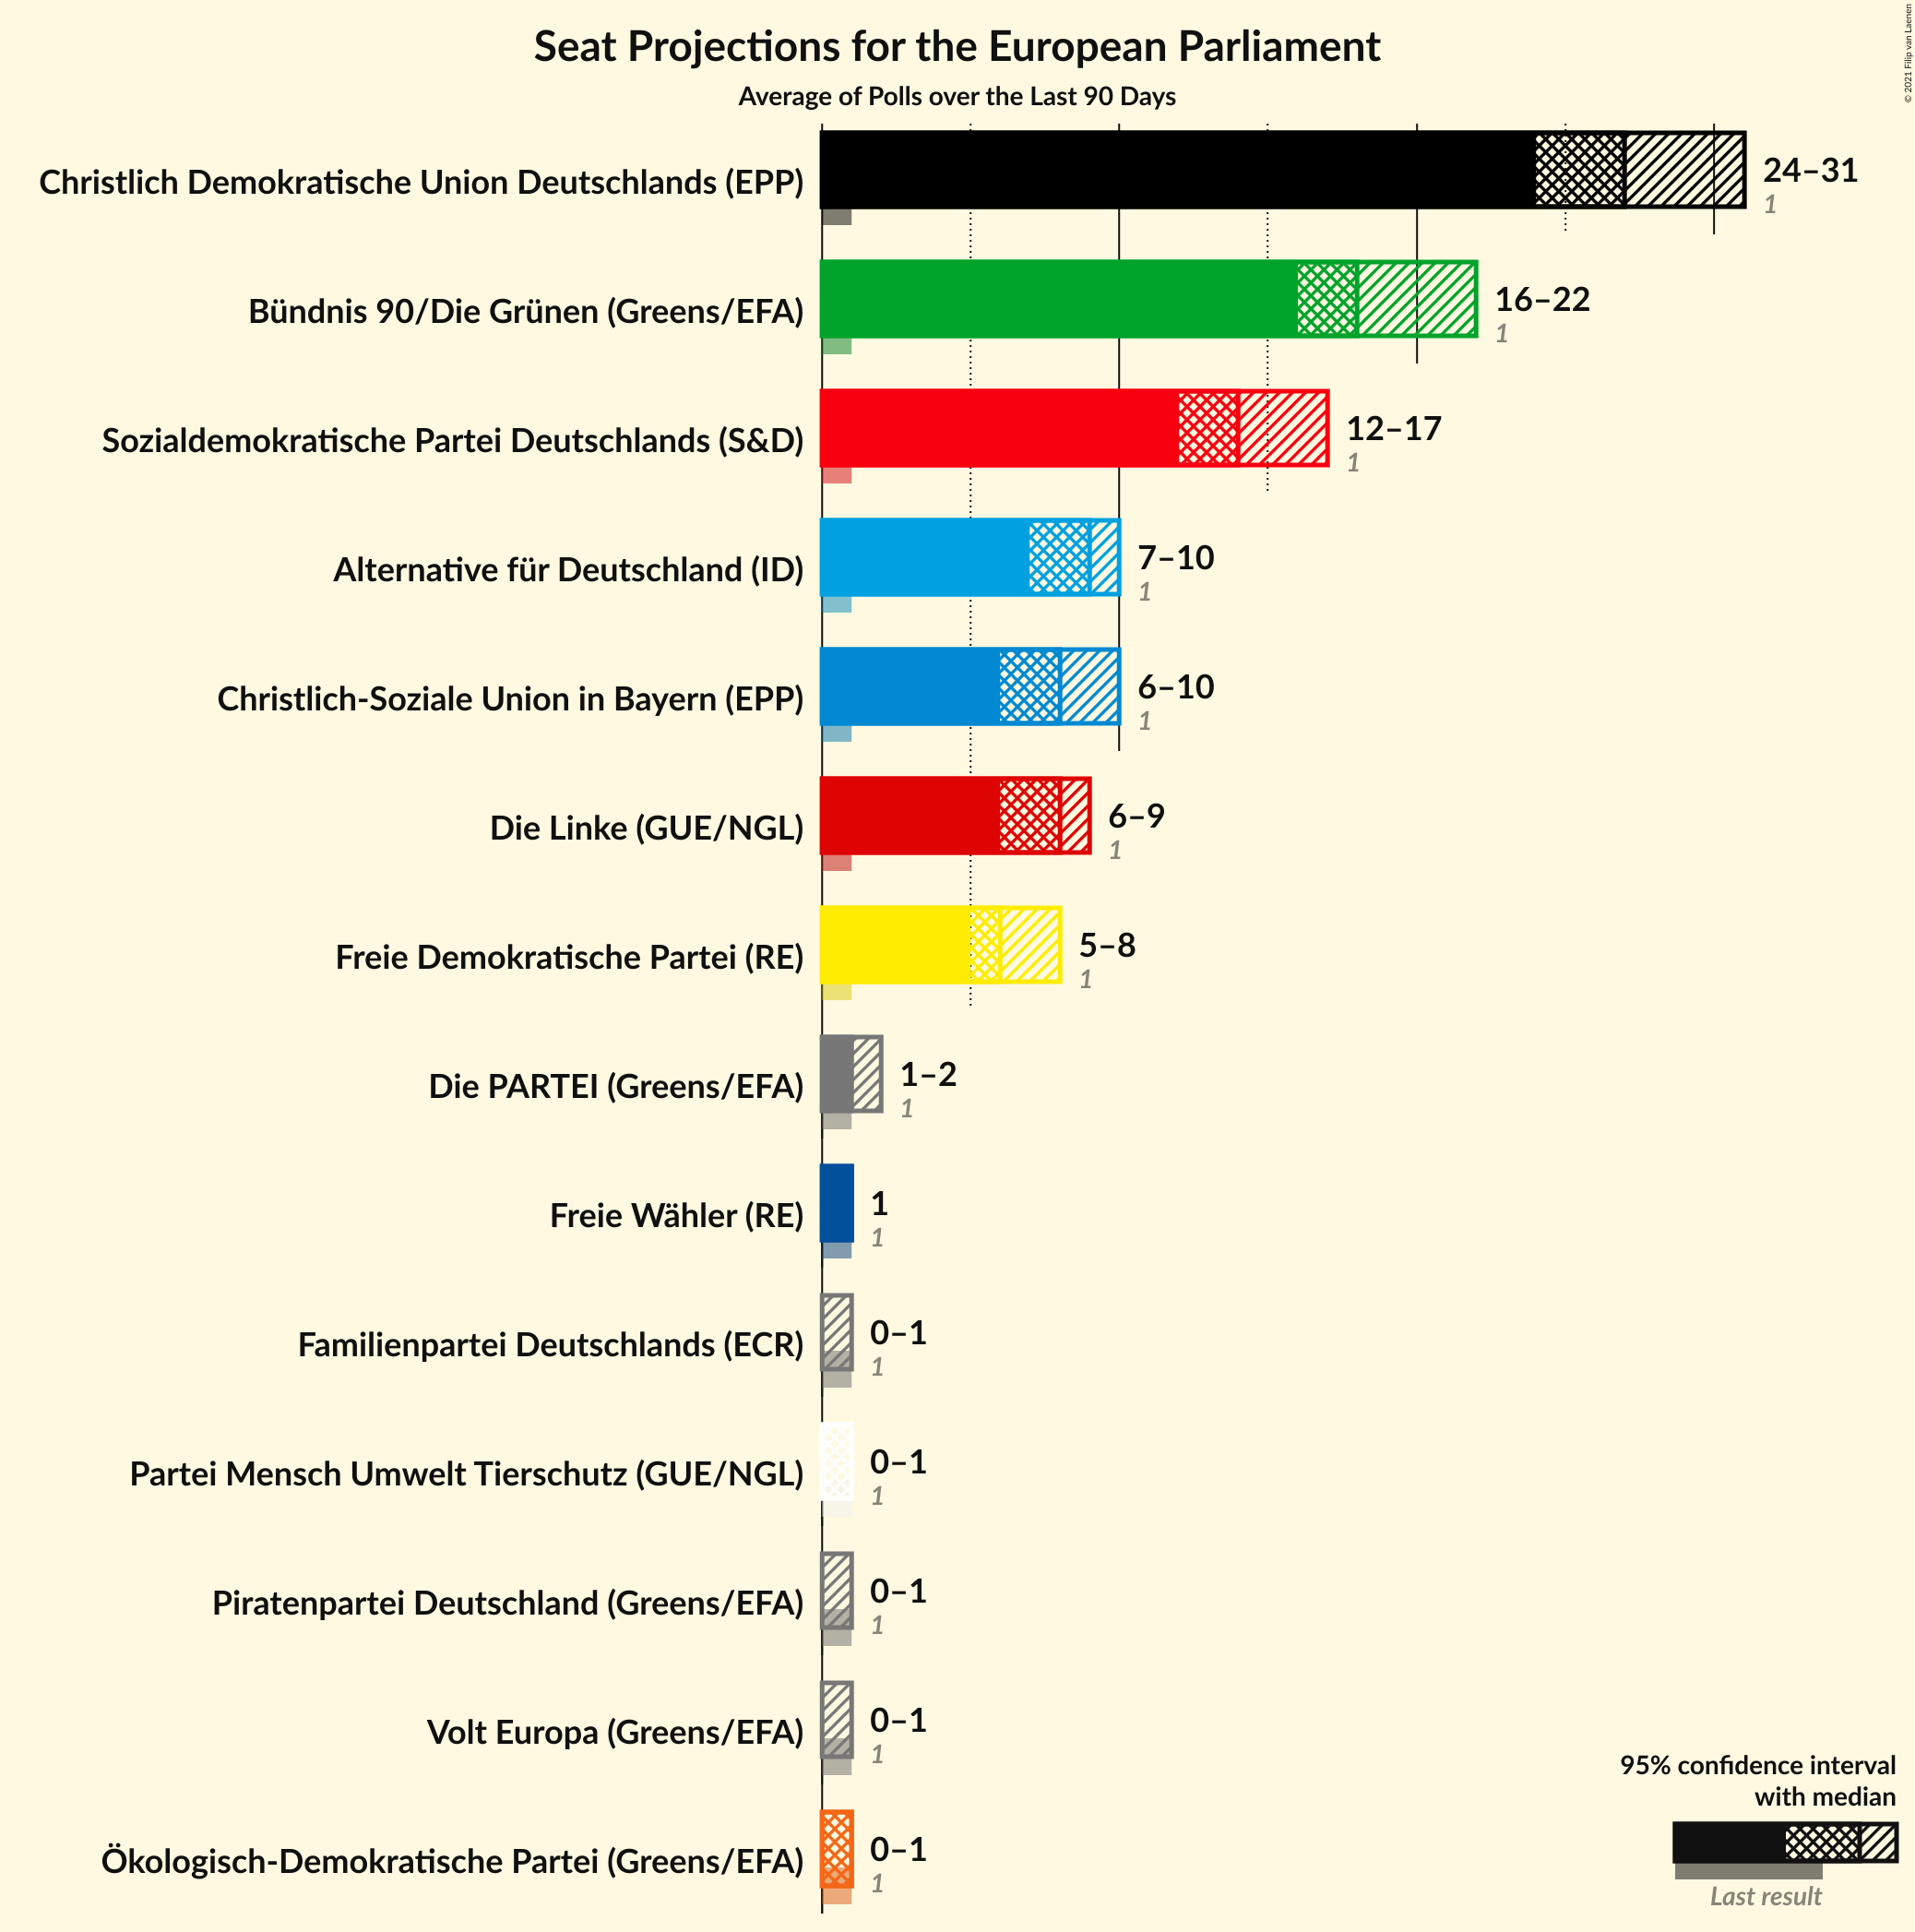 Seat Projections for the European Parliament
Average of Polls over the Last 90 Days
© 2021 Filip van Laenen
Christlich Demokratische Union Deutschlands (EPP)
24–31
1
Bündnis 90/Die Grünen (Greens/EFA)
16–22
1
Sozialdemokratische Partei Deutschlands (S&D)
12–17
1
Alternative für Deutschland (ID)
7–10
1
Christlich-Soziale Union in Bayern (EPP)
6–10
1
Die Linke (GUE/NGL)
6–9
1
Freie Demokratische Partei (RE)
5–8
1
Die PARTEI (Greens/EFA)
1–2
1
Freie Wähler (RE)
1
1
Familienpartei Deutschlands (ECR)
0–1
1
Partei Mensch Umwelt Tierschutz (GUE/NGL)
0–1
1
Piratenpartei Deutschland (Greens/EFA)
0–1
1
Volt Europa (Greens/EFA)
0–1
1
Ökologisch-Demokratische Partei (Greens/EFA)
0–1
1
95% confidence interval
with median
Last result